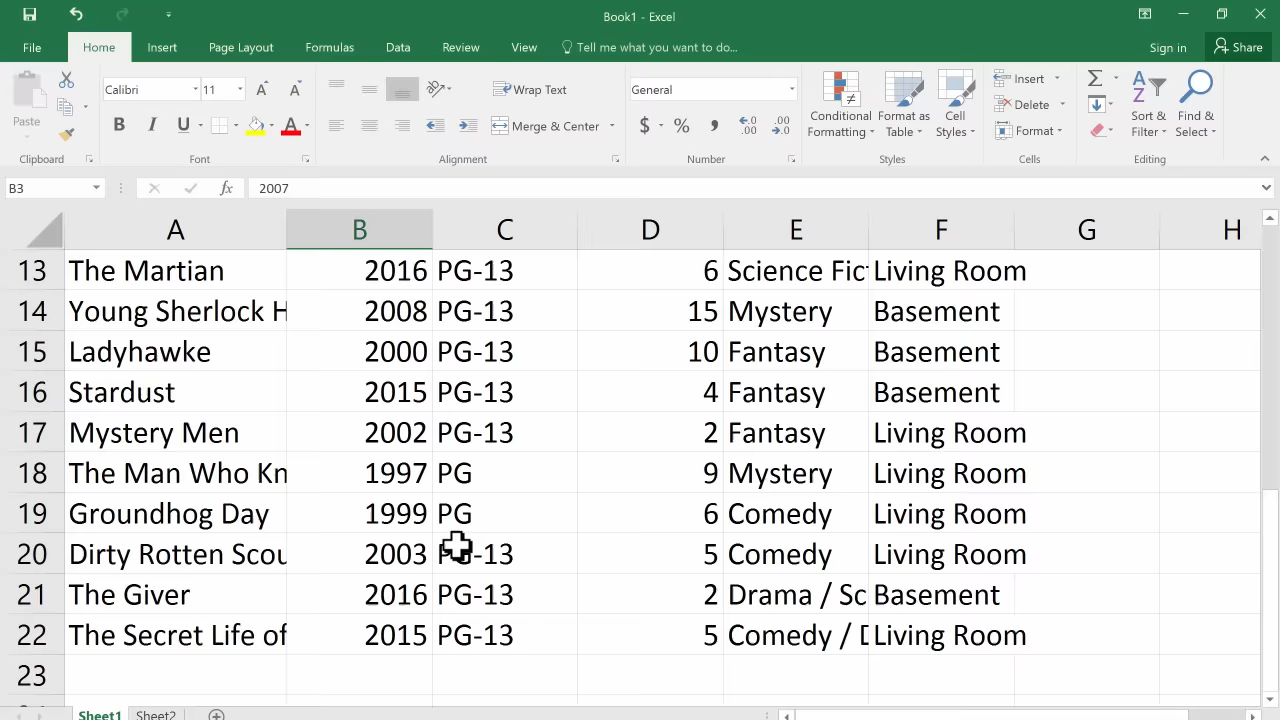 Book1 - Excel
File Home Insert Page Layout Formulas Data Review View Tell me what you want to do... Sign in Share
Calibri 11 Wrap Text General Conditional Formatting Format as Table Cell Styles Insert Sort & Filter Find & Select
Paste B I U A Merge & Center $ % , Delete Format
Clipboard Font Alignment Number Styles Cells Editing
B3 fx 2007
A B C D E F G H
13 The Martian 2016 PG-13 6 Science Fic Living Room
14 Young Sherlock H 2008 PG-13 15 Mystery Basement
15 Ladyhawke 2000 PG-13 10 Fantasy Basement
16 Stardust 2015 PG-13 4 Fantasy Basement
17 Mystery Men 2002 PG-13 2 Fantasy Living Room
18 The Man Who Kn 1997 PG 9 Mystery Living Room
19 Groundhog Day 1999 PG 6 Comedy Living Room
20 Dirty Rotten Scou 2003 PG-13 5 Comedy Living Room
21 The Giver 2016 PG-13 2 Drama / Sc Basement
22 The Secret Life of 2015 PG-13 5 Comedy / D Living Room
23
Sheet1 Sheet2